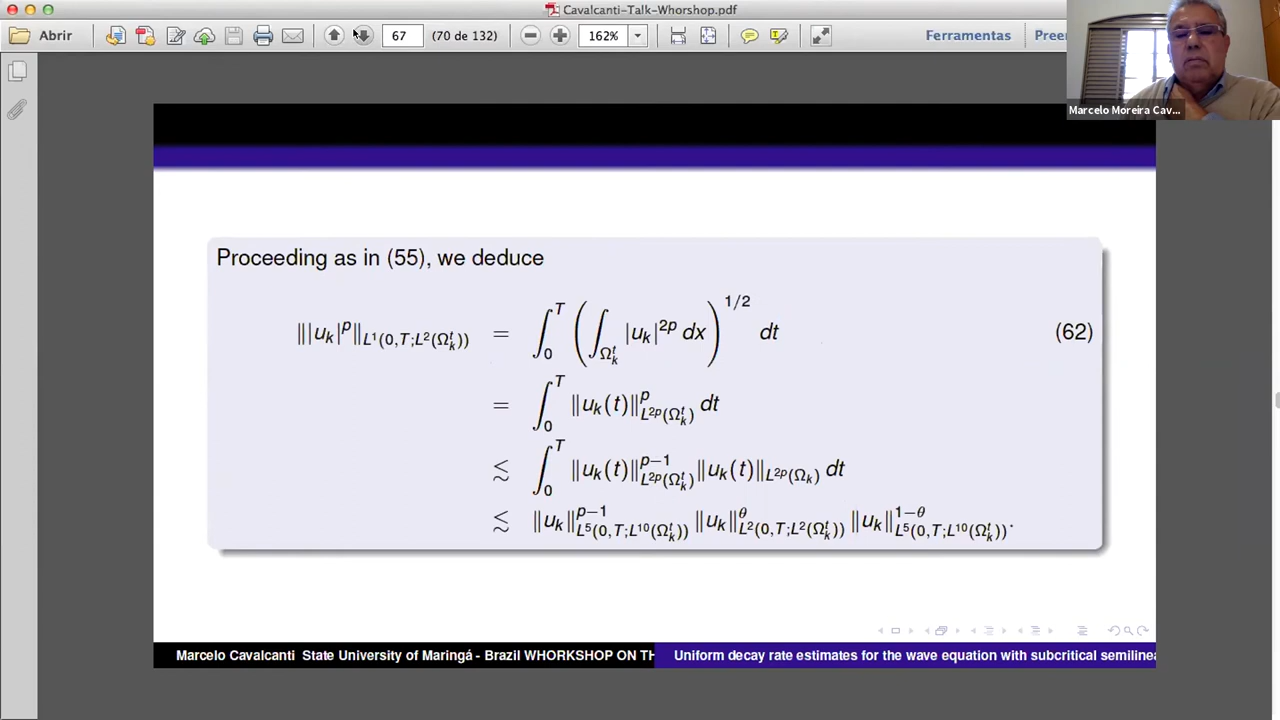 Cavalcanti-Talk-Whorshop.pdf
Abrir
67
(70 de 132)
162%
Ferramentas
Preen
Marcelo Moreira Cav...
Proceeding as in (55), we deduce
‖|u_k|^p‖_{L^1(0,T;L^2(Ω_k^t))} = ∫_0^T (∫_{Ω_k^t} |u_k|^{2p} dx)^{1/2} dt (62)
= ∫_0^T ‖u_k(t)‖^p_{L^{2p}(Ω_k^t)} dt
≲ ∫_0^T ‖u_k(t)‖^{p−1}_{L^{2p}(Ω_k^t)} ‖u_k(t)‖_{L^{2p}(Ω_k)} dt
≲ ‖u_k‖^{p−1}_{L^5(0,T;L^{10}(Ω_k^t))} ‖u_k‖^θ_{L^2(0,T;L^2(Ω_k^t))} ‖u_k‖^{1−θ}_{L^5(0,T;L^{10}(Ω_k^t))}.
Marcelo Cavalcanti State University of Maringá - Brazil WHORKSHOP ON TH
Uniform decay rate estimates for the wave equation with subcritical semiline